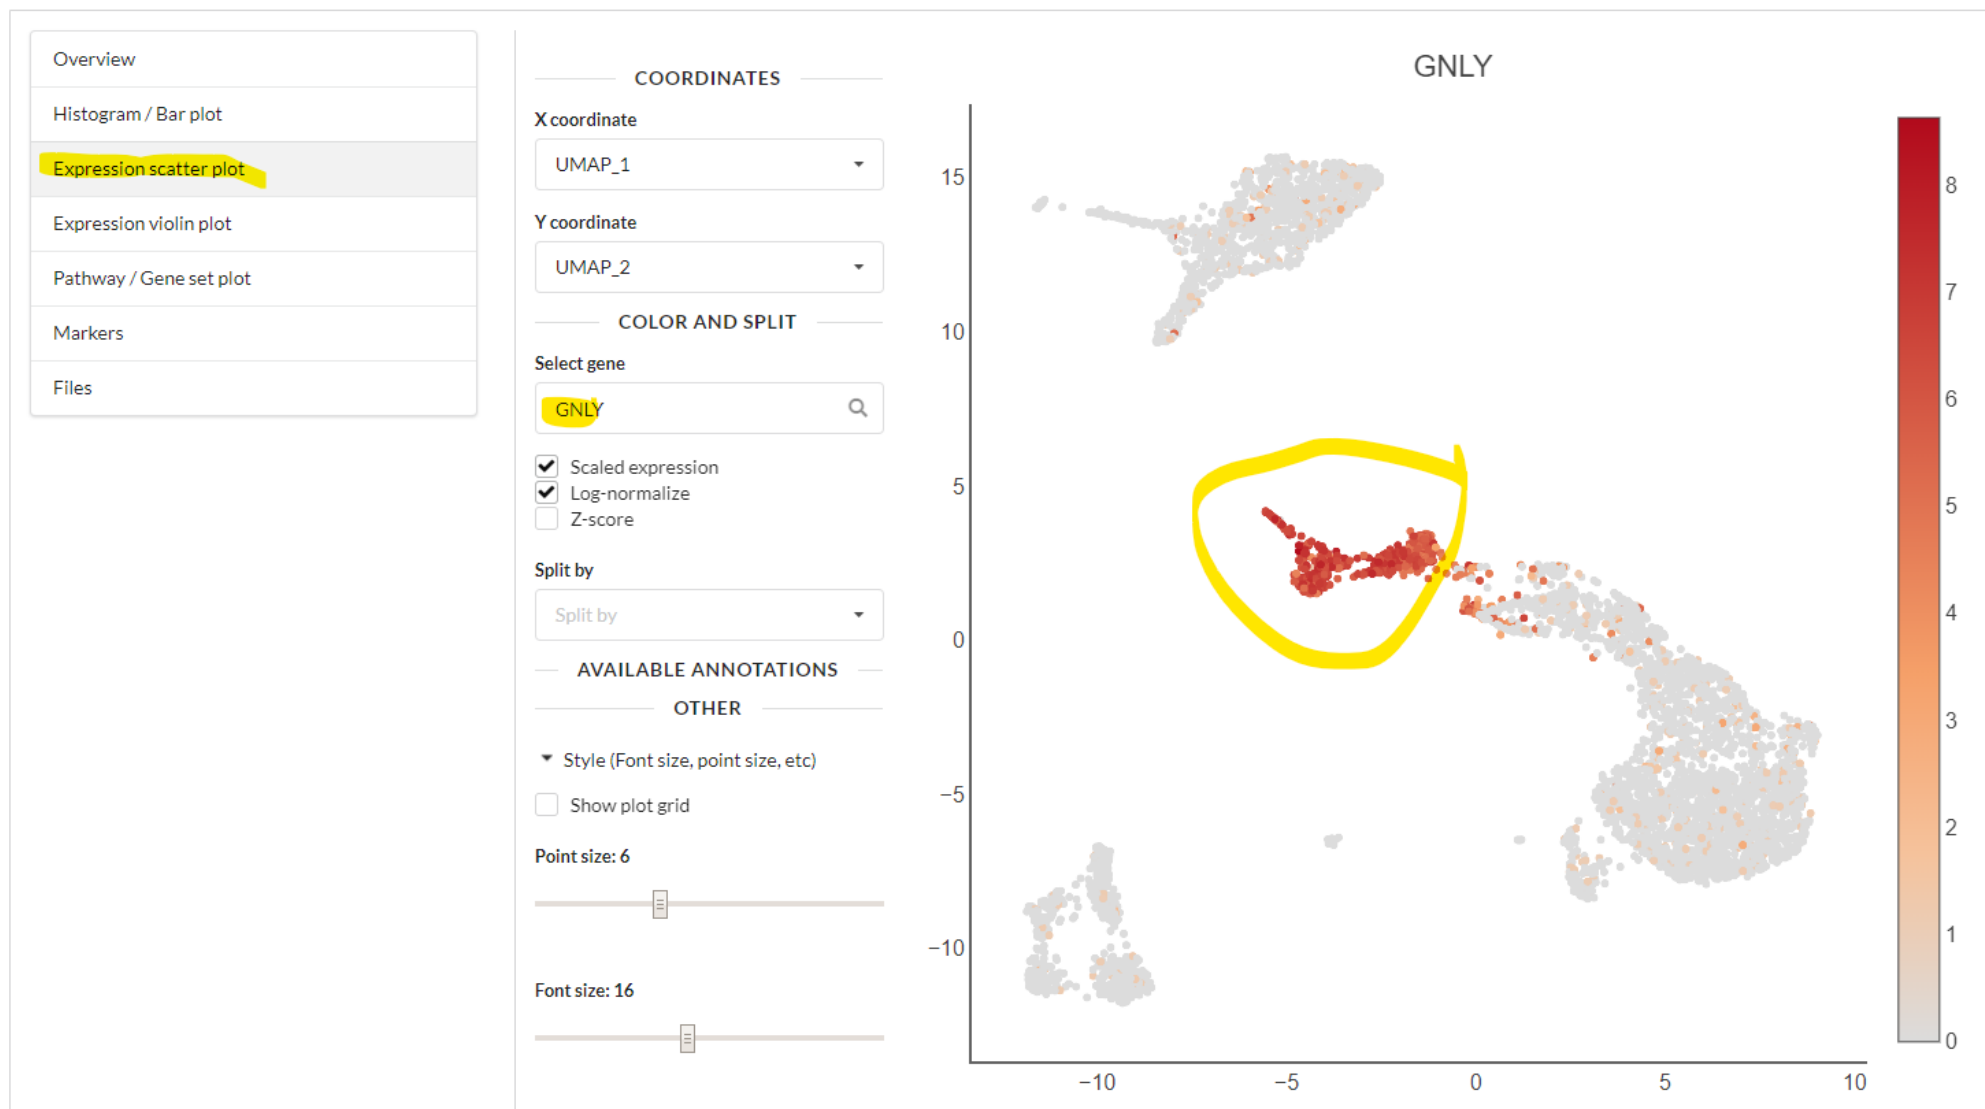 Overview
Histogram / Bar plot
Expression scatter plot
Expression violin plot
Pathway / Gene set plot
Markers
Files
COORDINATES
X coordinate
UMAP_1
Y coordinate
UMAP_2
COLOR AND SPLIT
Select gene
GNLY
Scaled expression
Log-normalize
Z-score
Split by
Split by
AVAILABLE ANNOTATIONS
OTHER
Style (Font size, point size, etc)
Show plot grid
Point size: 6
Font size: 16
GNLY
15
10
5
0
−5
−10
−10
−5
0
5
10
8
7
6
5
4
3
2
1
0